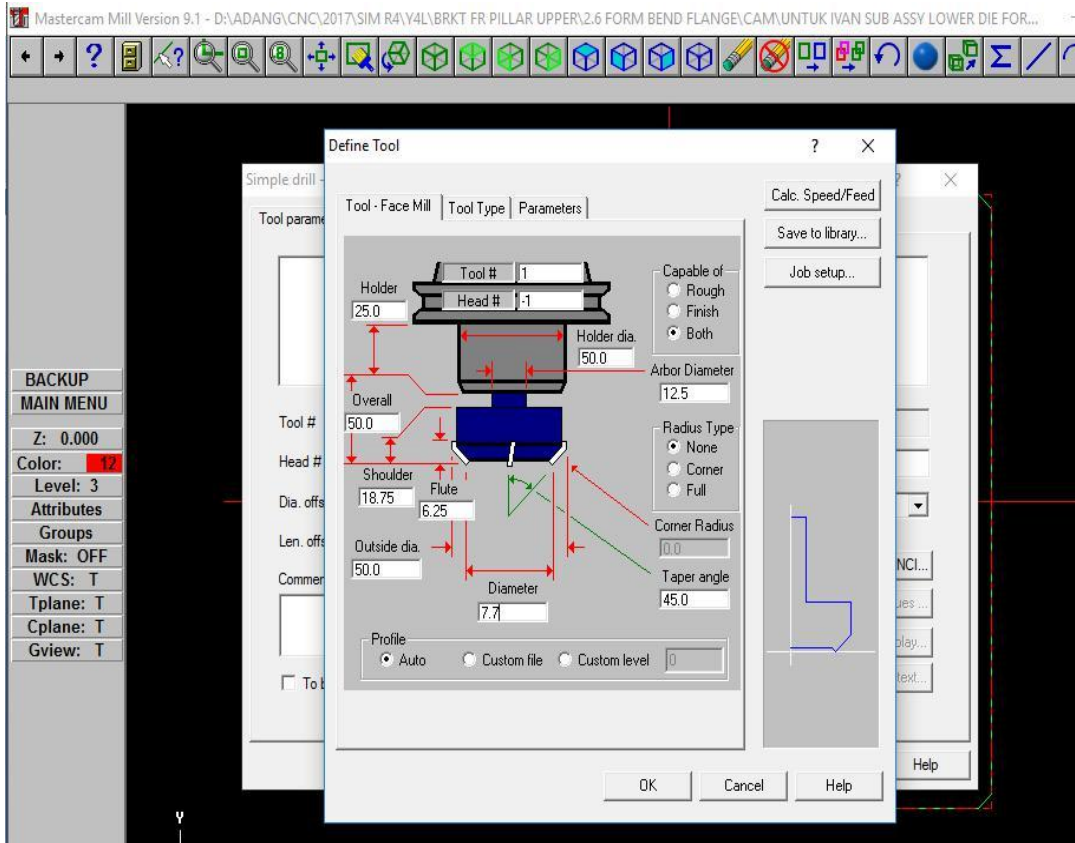 Mastercam Mill Version 9.1 - D:\ADANG\CNC\2017\SIM R4\Y4L\BRKT FR PILLAR UPPER\2.6 FORM BEND FLANGE\CAM\UNTUK IVAN SUB ASSY LOWER DIE FOR...
BACKUP
MAIN MENU
Z: 0.000
Color: 12
Level: 3
Attributes
Groups
Mask: OFF
WCS: T
Tplane: T
Cplane: T
Gview: T
Simple drill -
Tool parame
Tool #
Head #
Dia. offs
Len. offs
Commer
To b
NCI...
ues ...
play...
text...
Help
Define Tool
Tool - Face Mill
Tool Type
Parameters
Calc. Speed/Feed
Save to library...
Job setup...
Tool # 1
Head # -1
Holder
25.0
Capable of
Rough
Finish
Both
Holder dia.
50.0
Arbor Diameter
12.5
Overall
50.0
Radius Type
None
Corner
Full
Shoulder
18.75
Flute
6.25
Corner Radius
0.0
Outside dia.
50.0
Taper angle
45.0
Diameter
7.7
Profile
Auto
Custom file
Custom level
0
OK
Cancel
Help
Y